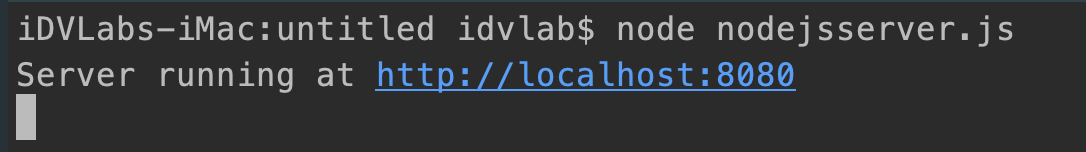 iDVLabs-iMac:untitled idvlab$ node nodejsserver.js
Server running at http://localhost:8080